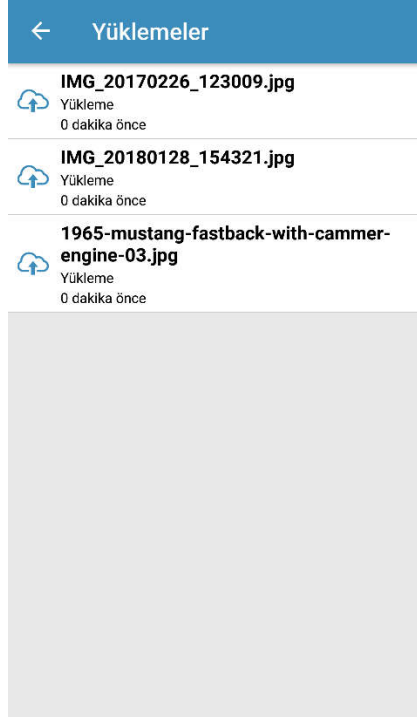 Yüklemeler
IMG_20170226_123009.jpg
Yükleme
0 dakika önce
IMG_20180128_154321.jpg
Yükleme
0 dakika önce
1965-mustang-fastback-with-cammer-
engine-03.jpg
Yükleme
0 dakika önce